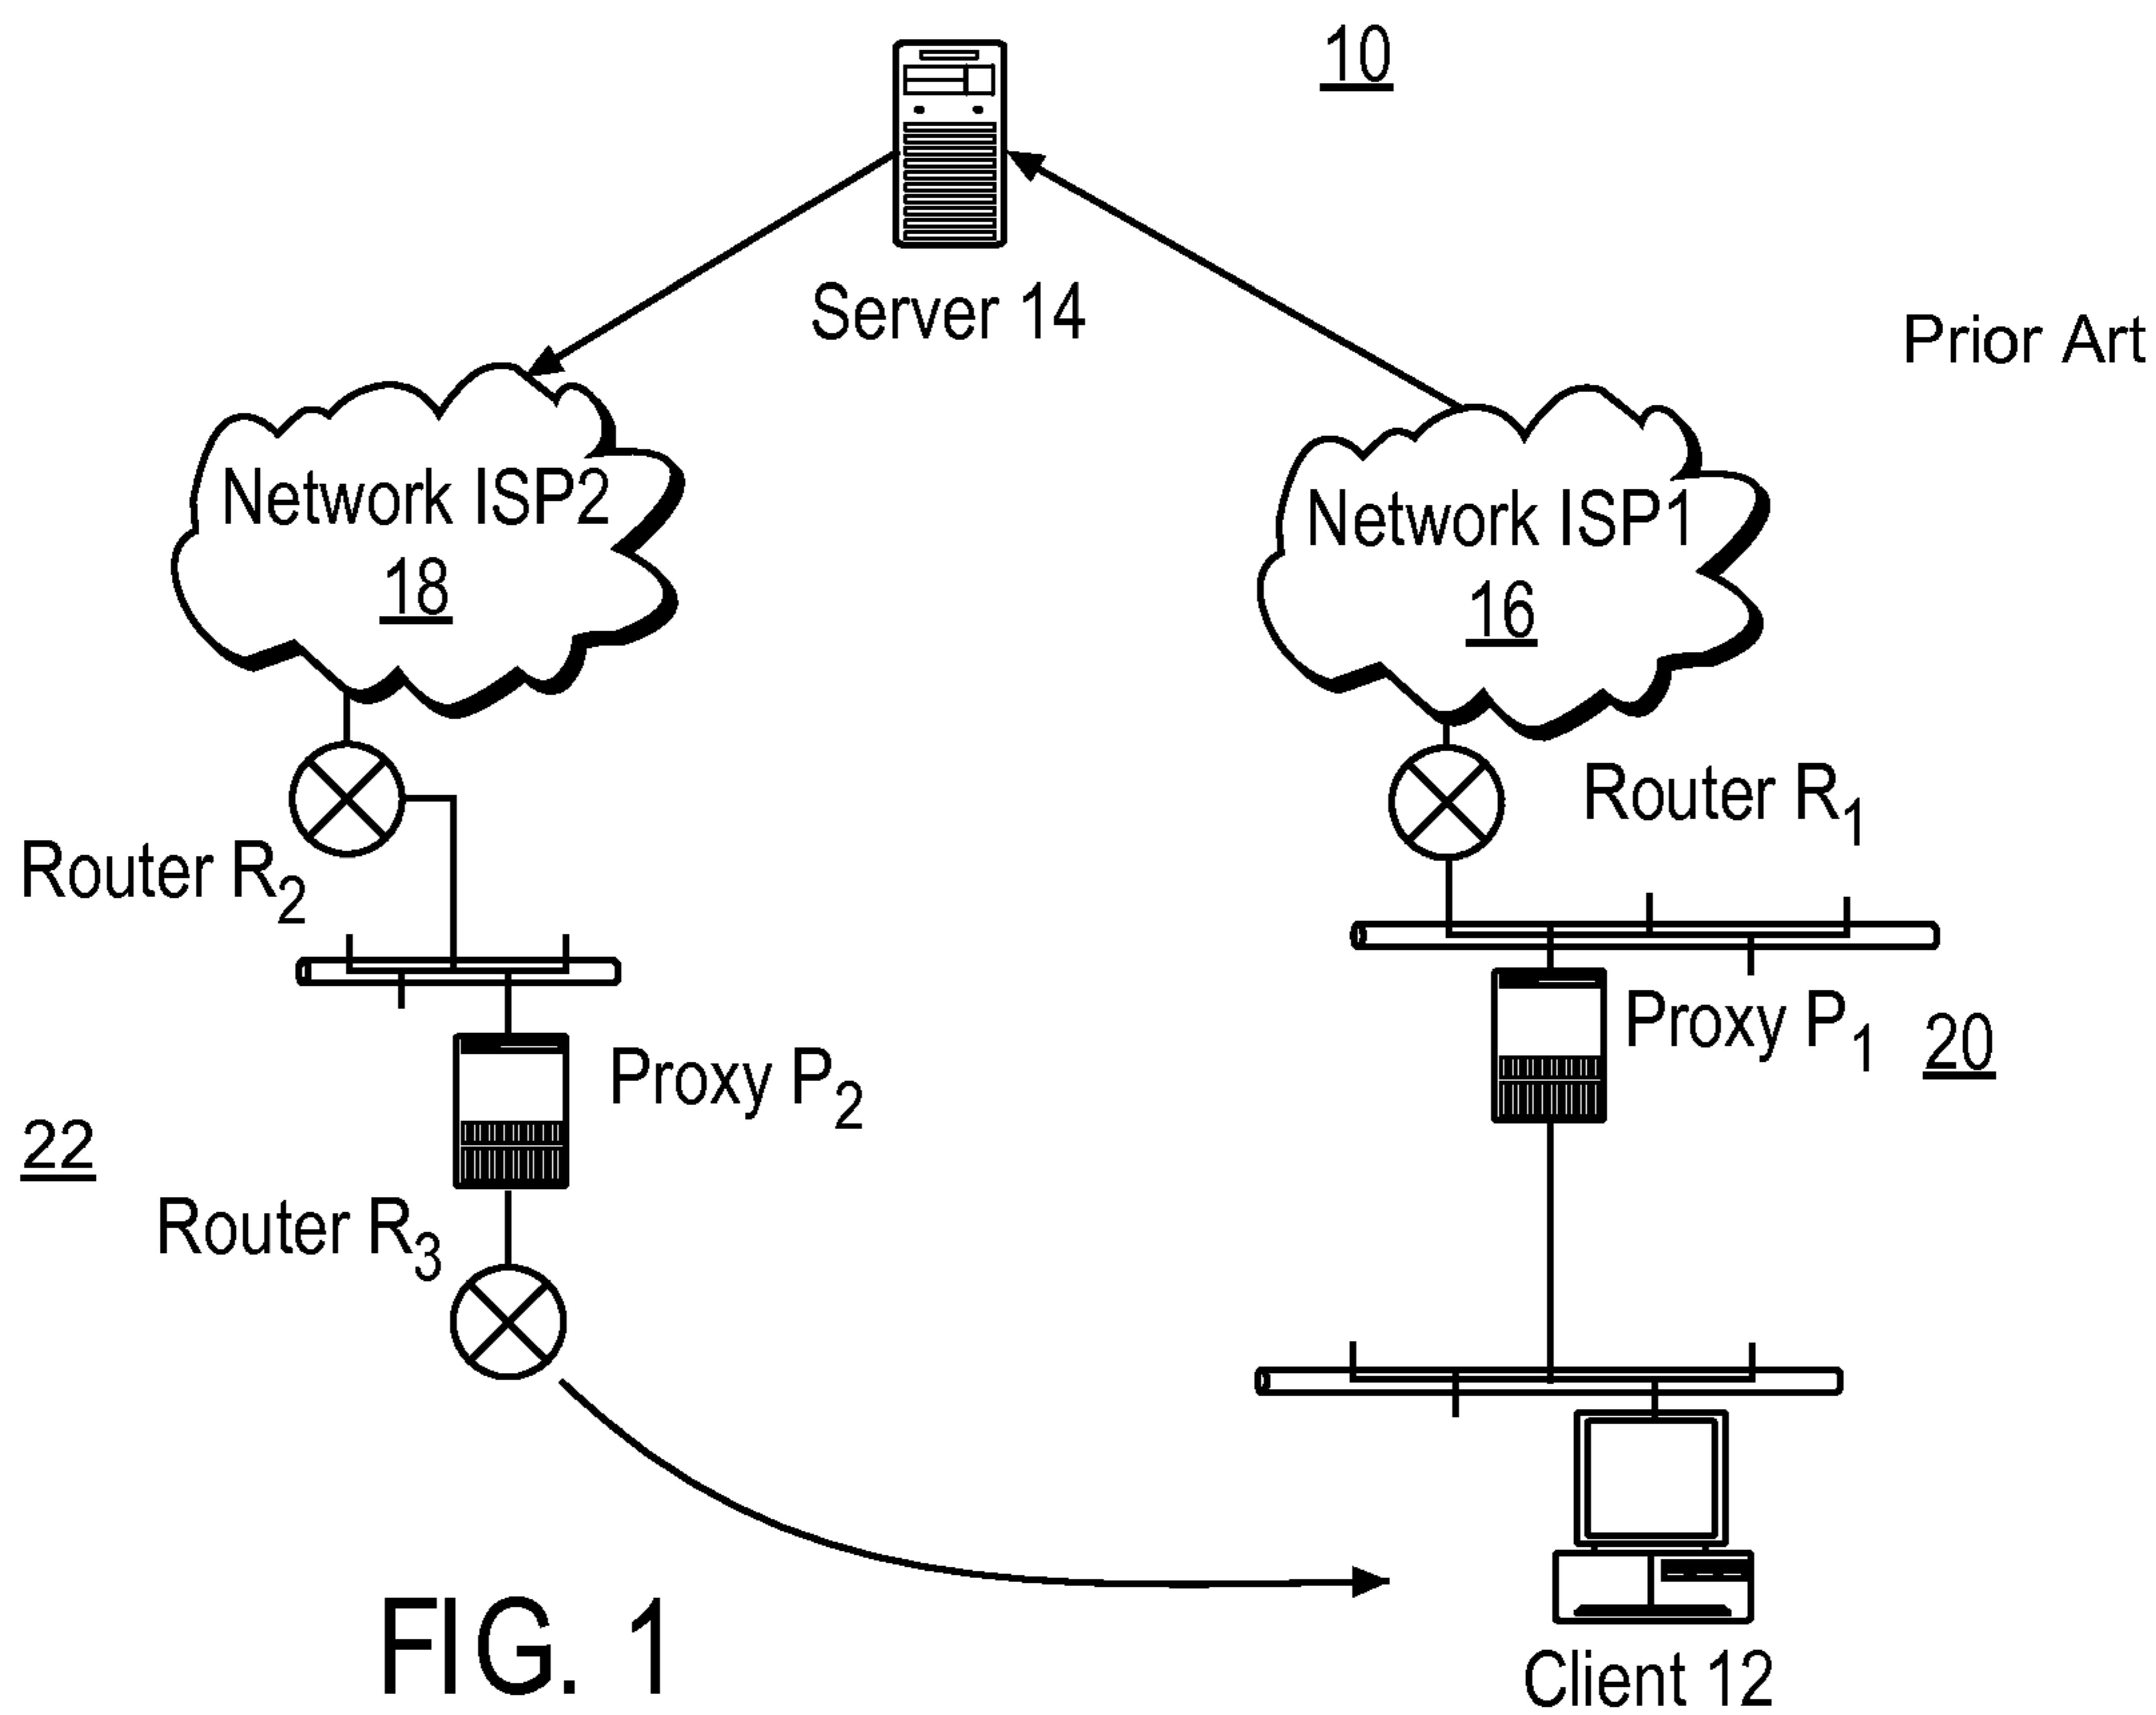 10
Server 14
Prior Art
Network ISP2
18
Network ISP1
16
Router R1
Router R2
Proxy P1
20
Proxy P2
22
Router R3
FIG. 1
Client 12